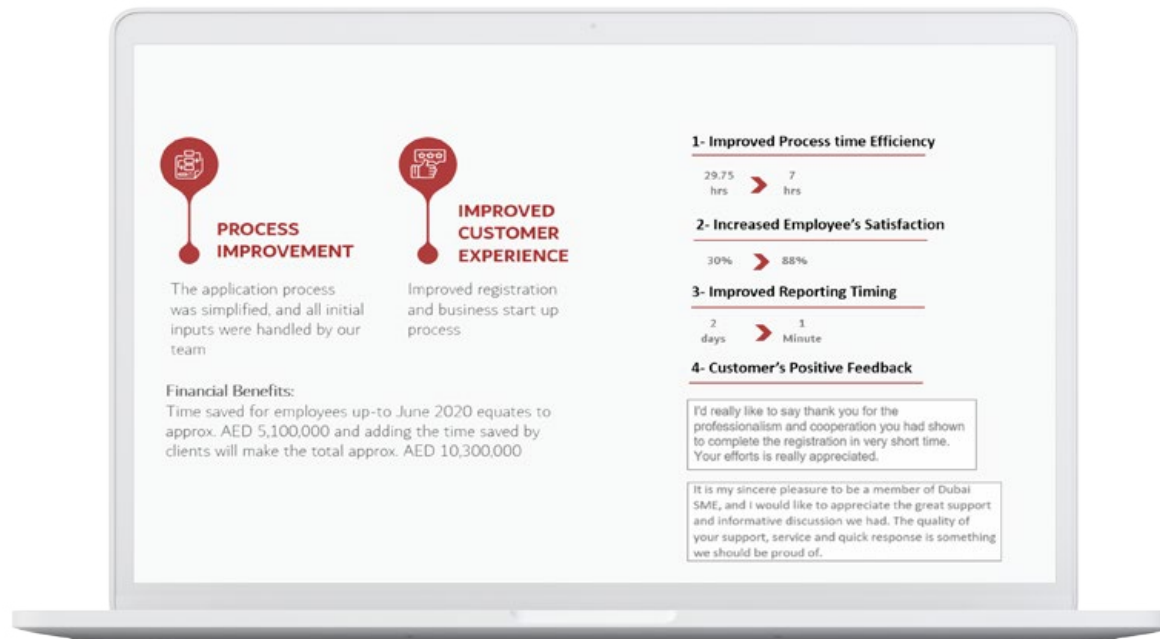 PROCESS
IMPROVEMENT
The application process
was simplified, and all initial
inputs were handled by our
team
IMPROVED
CUSTOMER
EXPERIENCE
Improved registration
and business start up
process
Financial Benefits:
Time saved for employees up-to June 2020 equates to
approx. AED 5,100,000 and adding the time saved by
clients will make the total approx. AED 10,300,000
1- Improved Process time Efficiency
29.75
hrs
7
hrs
2- Increased Employee's Satisfaction
30%
88%
3- Improved Reporting Timing
2
days
1
Minute
4- Customer's Positive Feedback
I'd really like to say thank you for the
professionalism and cooperation you had shown
to complete the registration in very short time.
Your efforts is really appreciated.
It is my sincere pleasure to be a member of Dubai
SME, and I would like to appreciate the great support
and informative discussion we had. The quality of
your support, service and quick response is something
we should be proud of.